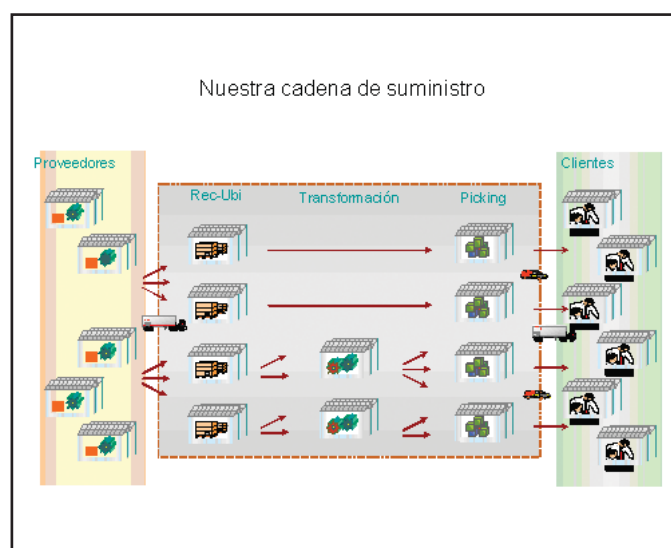 Nuestra cadena de suministro
Proveedores
Clientes
Rec-Ubi
Transformación
Picking